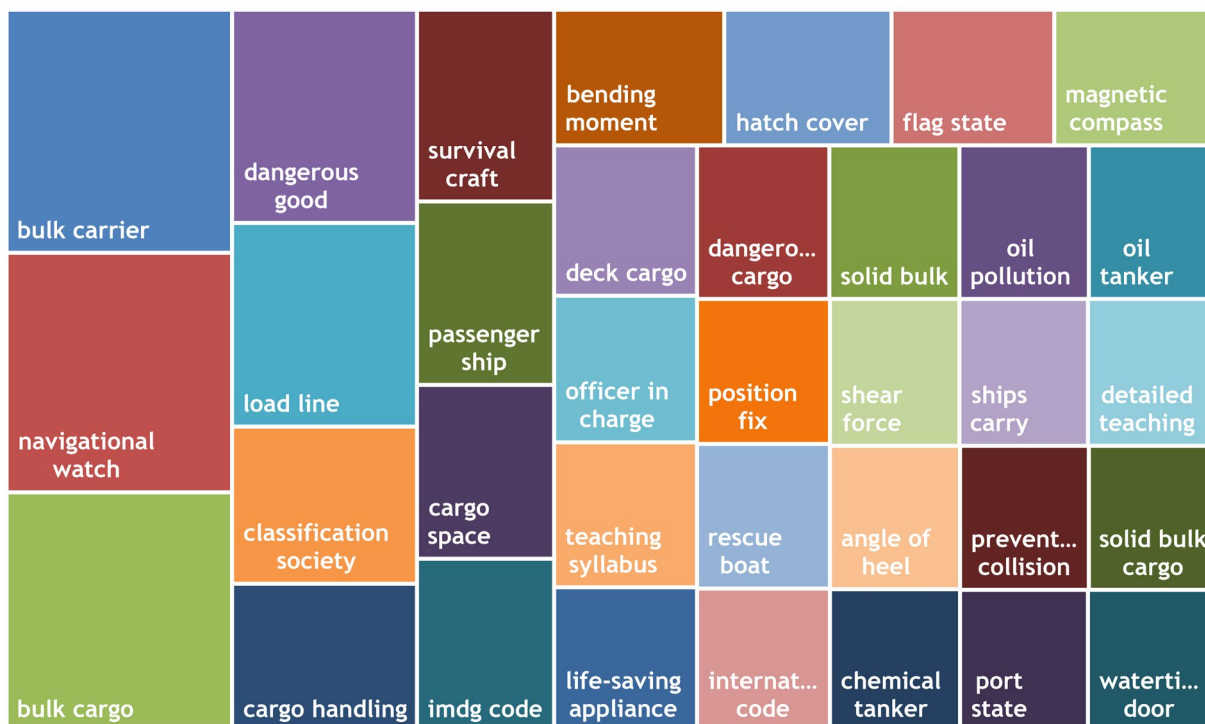 bulk carrier
navigational
watch
bulk cargo
dangerous
good
load line
classification
society
cargo handling
survival
craft
passenger
ship
cargo
space
imdg code
bending
moment
hatch cover
flag state
magnetic
compass
deck cargo
dangero…
cargo
solid bulk
oil
pollution
oil
tanker
officer in
charge
position
fix
shear
force
ships
carry
detailed
teaching
teaching
syllabus
rescue
boat
angle of
heel
prevent…
collision
solid bulk
cargo
life-saving
appliance
internat…
code
chemical
tanker
port
state
waterti…
door